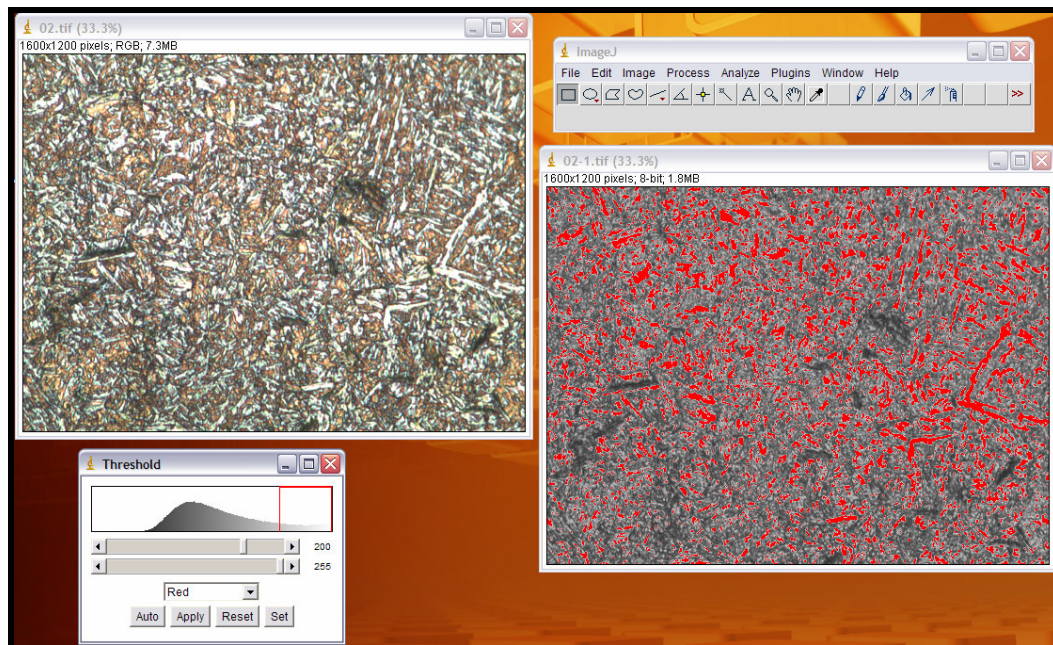 02.tif (33.3%)
1600x1200 pixels; RGB; 7.3MB
ImageJ
File Edit Image Process Analyze Plugins Window Help
>>
02-1.tif (33.3%)
1600x1200 pixels; 8-bit; 1.8MB
Threshold
200
255
Red
Auto Apply Reset Set